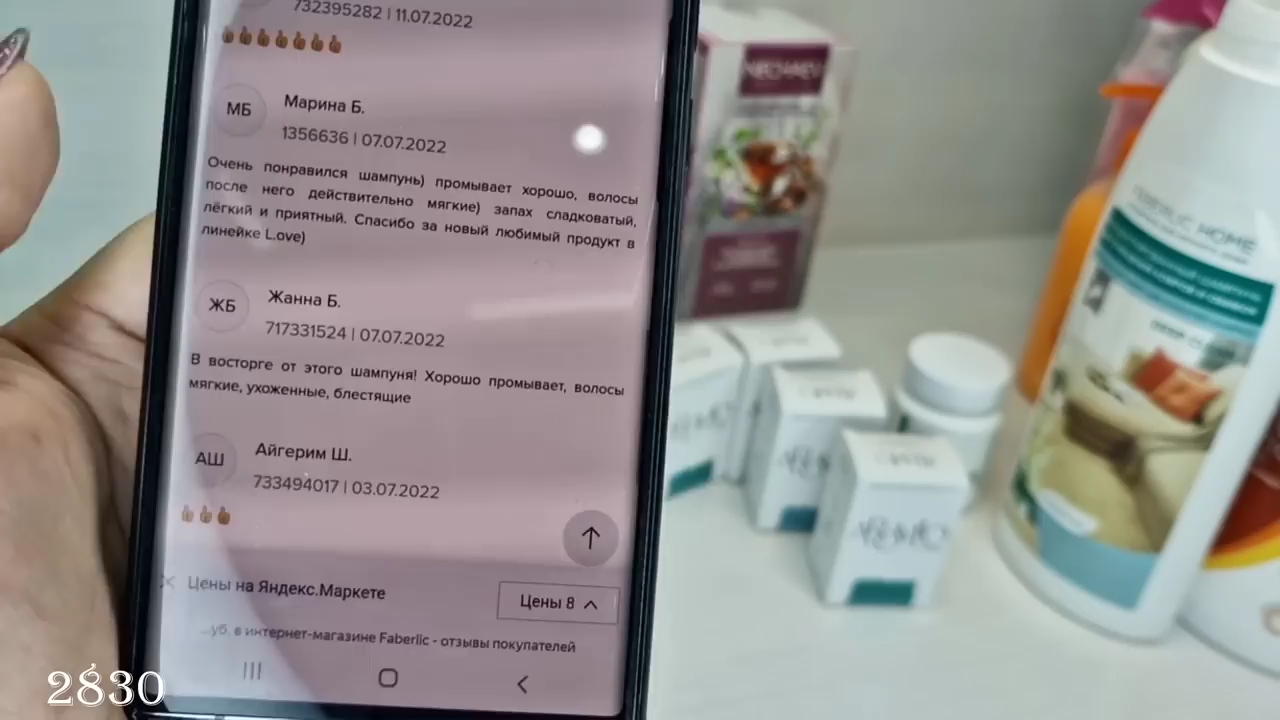 732395282 | 11.07.2022
👍🏾👍🏾👍🏾👍🏾👍🏾👍🏾👍🏾
МБ
Марина Б.
1356636 | 07.07.2022
Очень понравился шампунь) промывает хорошо, волосы
после него действительно мягкие) запах сладковатый,
лёгкий и приятный. Спасибо за новый любимый продукт в
линейке L.ove)
ЖБ
Жанна Б.
717331524 | 07.07.2022
В восторге от этого шампуня! Хорошо промывает, волосы
мягкие, ухоженные, блестящие
АШ
Айгерим Ш.
733494017 | 03.07.2022
👍🏾👍🏾👍🏾
Цены на Яндекс.Маркете
Цены 8
...уб. в интернет-магазине Faberlic - отзывы покупателей
2830
FABERLIC HOME